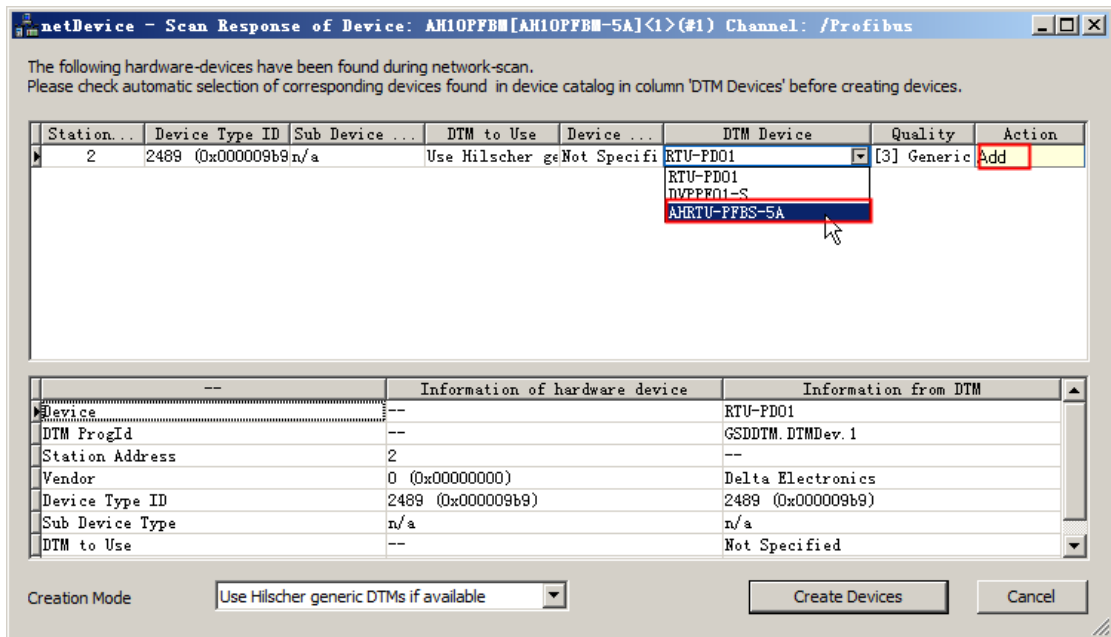 netDevice - Scan Response of Device: AH10PFBM[AH10PFBM-5A]<1>(#1) Channel: /Profibus
The following hardware-devices have been found during network-scan.
Please check automatic selection of corresponding devices found in device catalog in column 'DTM Devices' before creating devices.
Station... Device Type ID Sub Device ... DTM to Use Device ... DTM Device Quality Action
2 2489 (0x000009b9 n/a Use Hilscher ge Not Specifi RTU-PD01 [3] Generic Add
RTU-PD01
DVPPF01-S
AHRTU-PFBS-5A
-- Information of hardware device Information from DTM
Device -- RTU-PD01
DTM ProgId -- GSDDTM.DTMDev.1
Station Address 2 --
Vendor 0 (0x00000000) Delta Electronics
Device Type ID 2489 (0x000009b9) 2489 (0x000009b9)
Sub Device Type n/a n/a
DTM to Use -- Not Specified
Creation Mode Use Hilscher generic DTMs if available Create Devices Cancel